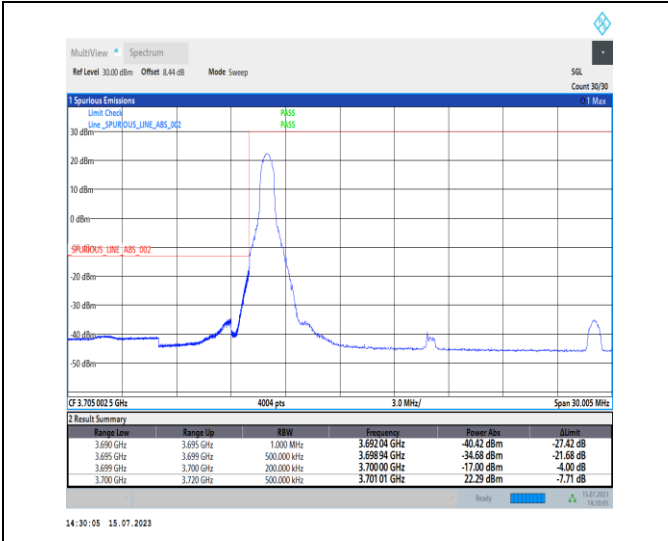 MultiView Spectrum
Ref Level 30.00 dBm Offset 8.44 dB Mode Sweep SGL
Count 30/30
1 Spurious Emissions 1 Max
Limit Check PASS
Line _SPURIOUS_LINE_ABS_002 PASS
30 dBm
20 dBm
10 dBm
0 dBm
_SPURIOUS_LINE_ABS_002
-20 dBm
-30 dBm
-40 dBm
-50 dBm
CF 3.705 002 5 GHz 4004 pts 3.0 MHz/ Span 30.005 MHz
2 Result Summary
Range Low Range Up RBW Frequency Power Abs ΔLimit
3.690 GHz 3.695 GHz 1.000 MHz 3.692 04 GHz -40.42 dBm -27.42 dB
3.695 GHz 3.699 GHz 500.000 kHz 3.698 94 GHz -34.68 dBm -21.68 dB
3.699 GHz 3.700 GHz 200.000 kHz 3.700 00 GHz -17.00 dBm -4.00 dB
3.700 GHz 3.720 GHz 500.000 kHz 3.701 01 GHz 22.29 dBm -7.71 dB
Ready 15.07.2023
14:30:05
14:30:05 15.07.2023